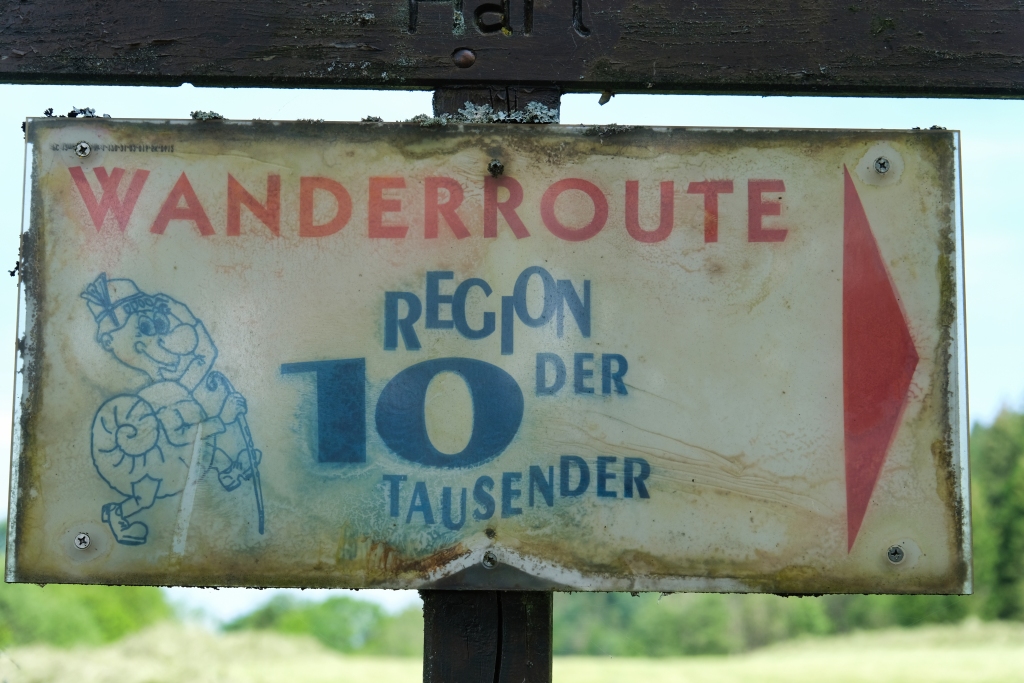 WANDERROUTE
REGION
DER
10
TAUSENDER